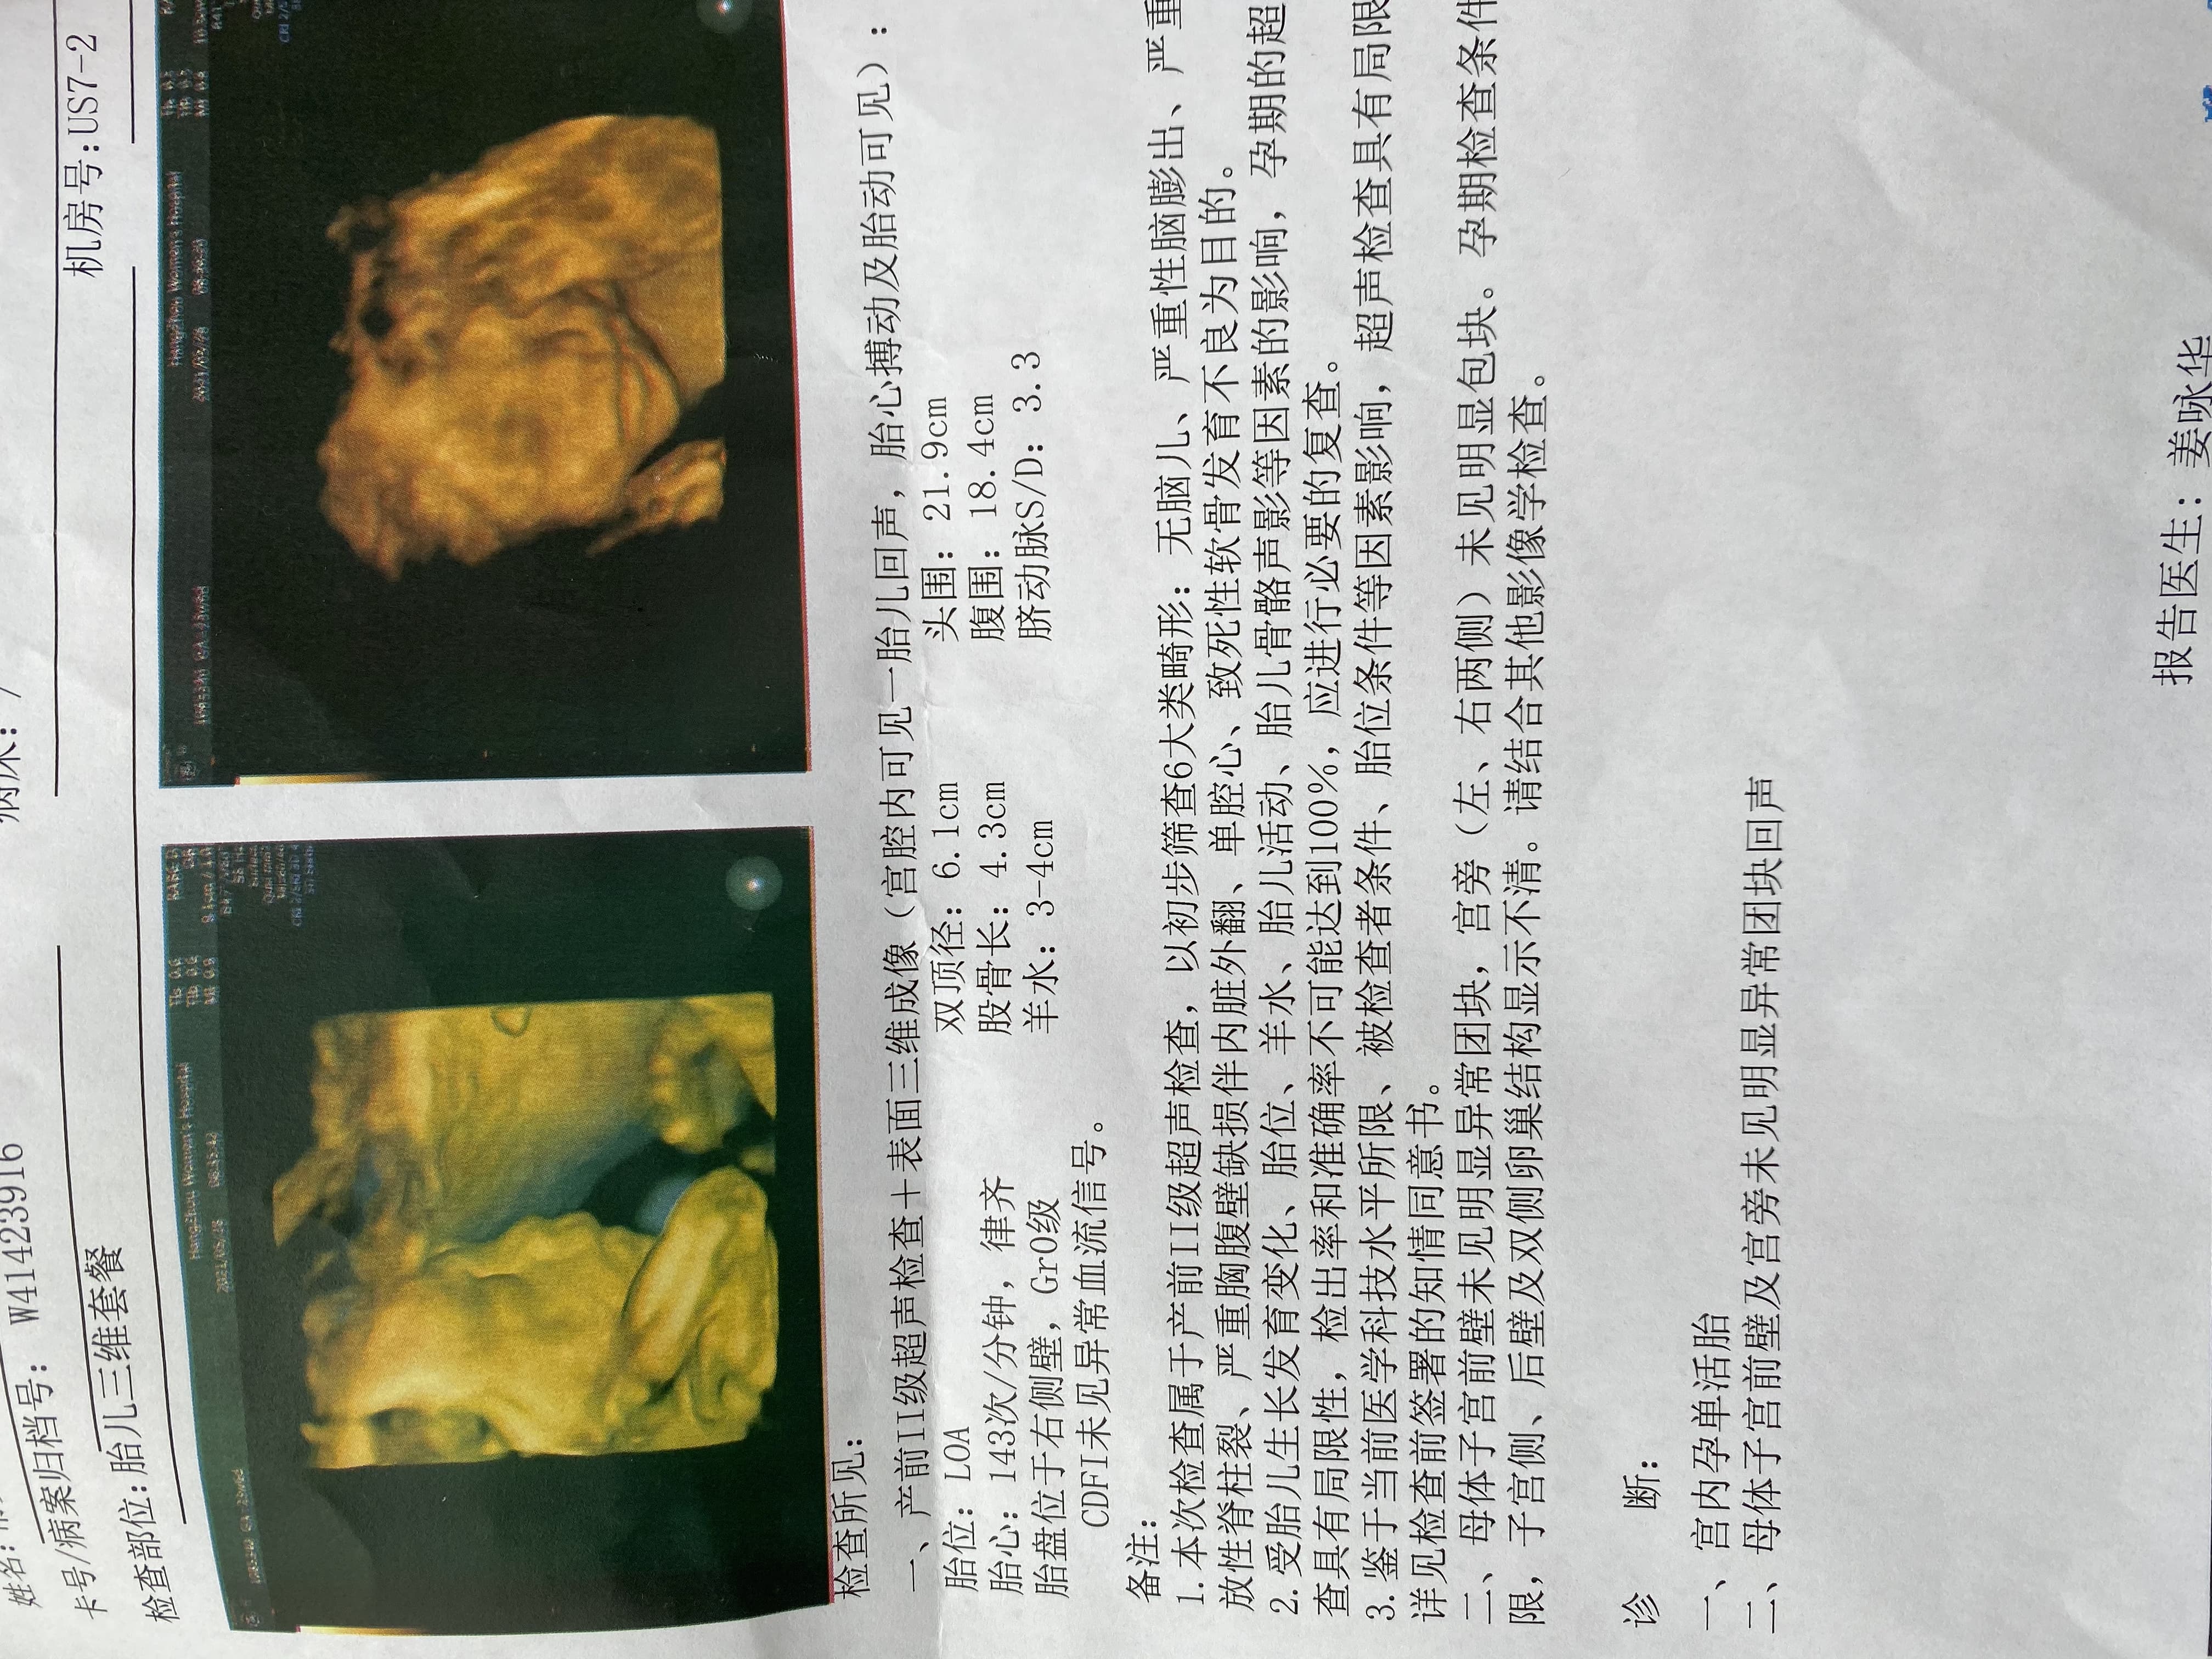 姓名:
病床: /
卡号/病案归档号: W41423916
机房号:US7-2
检查部位:胎儿三维套餐
Hangzhou Women's Hospital
2021/05/28 08:35:42
Hangzhou Women's Hospital
2021/05/28
检查所见:
一、产前II级超声检查+表面三维成像(宫腔内可见一胎儿回声, 胎心搏动及胎动可见):
胎位: LOA 双顶径: 6.1cm 头围: 21.9cm
胎心: 143次/分钟, 律齐 股骨长: 4.3cm 腹围: 18.4cm
胎盘位于右侧壁, Gr0级 羊水: 3-4cm 脐动脉S/D: 3.3
CDFI未见异常血流信号。
备注:
1.本次检查属于产前II级超声检查, 以初步筛查6大类畸形: 无脑儿、严重性脑膨出、严重
放性脊柱裂、严重胸腹壁缺损伴内脏外翻、单腔心、致死性软骨发育不良为目的。
2.受胎儿生长发育变化、胎位、羊水、胎儿活动、胎儿骨骼声影等因素的影响, 孕期的超
查具有局限性, 检出率和准确率不可能达到100%, 应进行必要的复查。
3.鉴于当前医学科技水平所限、被检查者条件、胎位条件等因素影响, 超声检查具有局限
详见检查前签署的知情同意书。
二、母体子宫前壁未见明显异常团块, 宫旁(左、右两侧)未见明显包块。孕期检查条件
限, 子宫侧、后壁及双侧卵巢结构显示不清。请结合其他影像学检查。
诊 断:
一、宫内孕单活胎
二、母体子宫前壁及宫旁未见明显异常团块回声
报告医生: 姜咏华